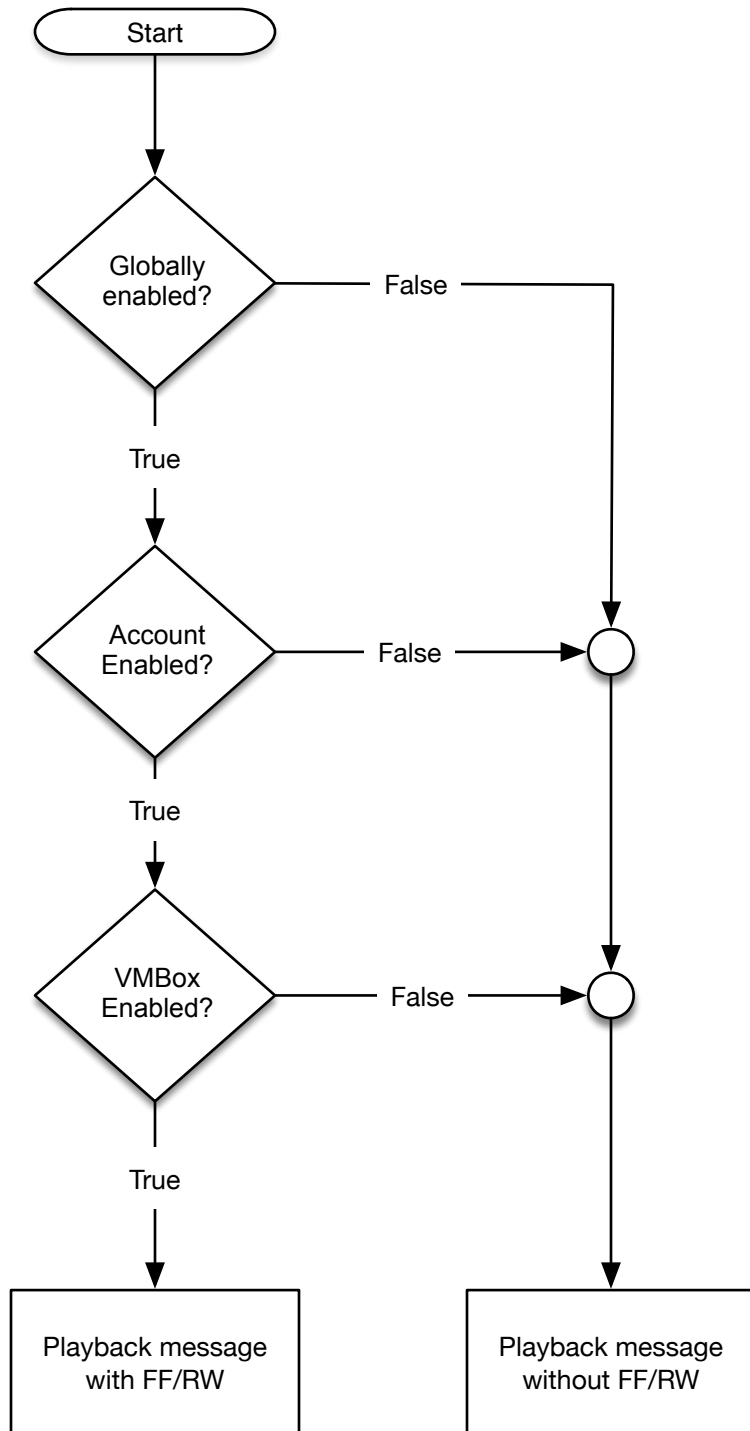 Start
Globally
enabled?
False
True
Account
Enabled?
False
True
VMBox
Enabled?
False
True
Playback message
with FF/RW
Playback message
without FF/RW